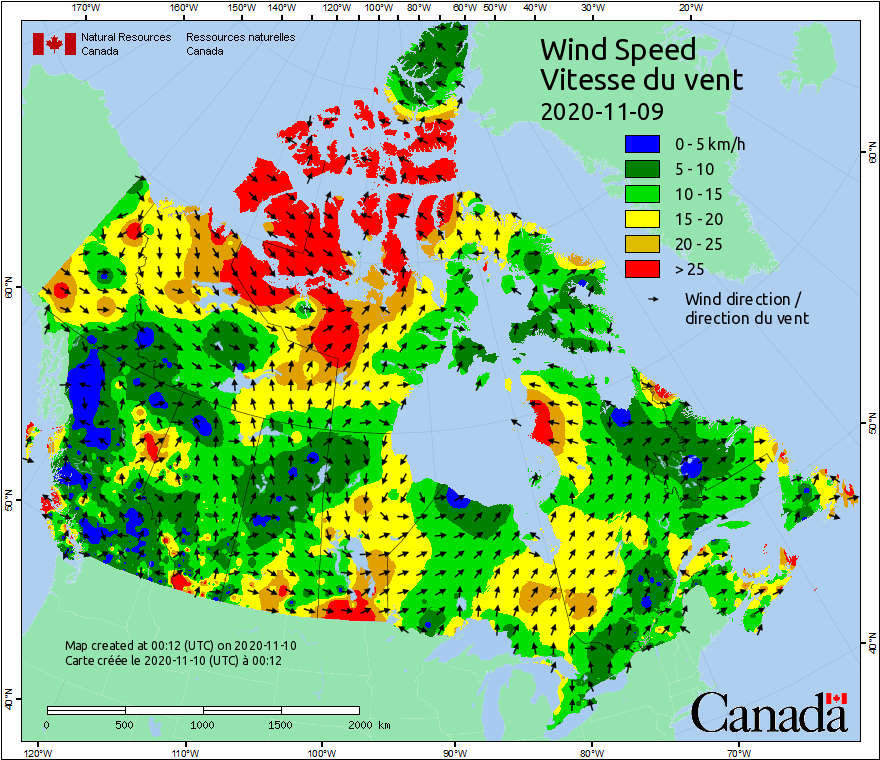 170°W 160°W 150°W 140°W 120°W 100°W 80°W 60°W 50°W 40°W 30°W 20°W
Natural Resources Ressources naturelles
Canada Canada
Wind Speed
Vitesse du vent
2020-11-09
0 - 5 km/h
5 - 10
10 - 15
15 - 20
20 - 25
> 25
Wind direction /
direction du vent
60°N
60°N
50°N
50°N
40°N
40°N
Map created at 00:12 (UTC) on 2020-11-10
Carte créée le 2020-11-10 (UTC) à 00:12
0 500 1000 1500 2000 km
Canada
120°W 110°W 100°W 90°W 80°W 70°W